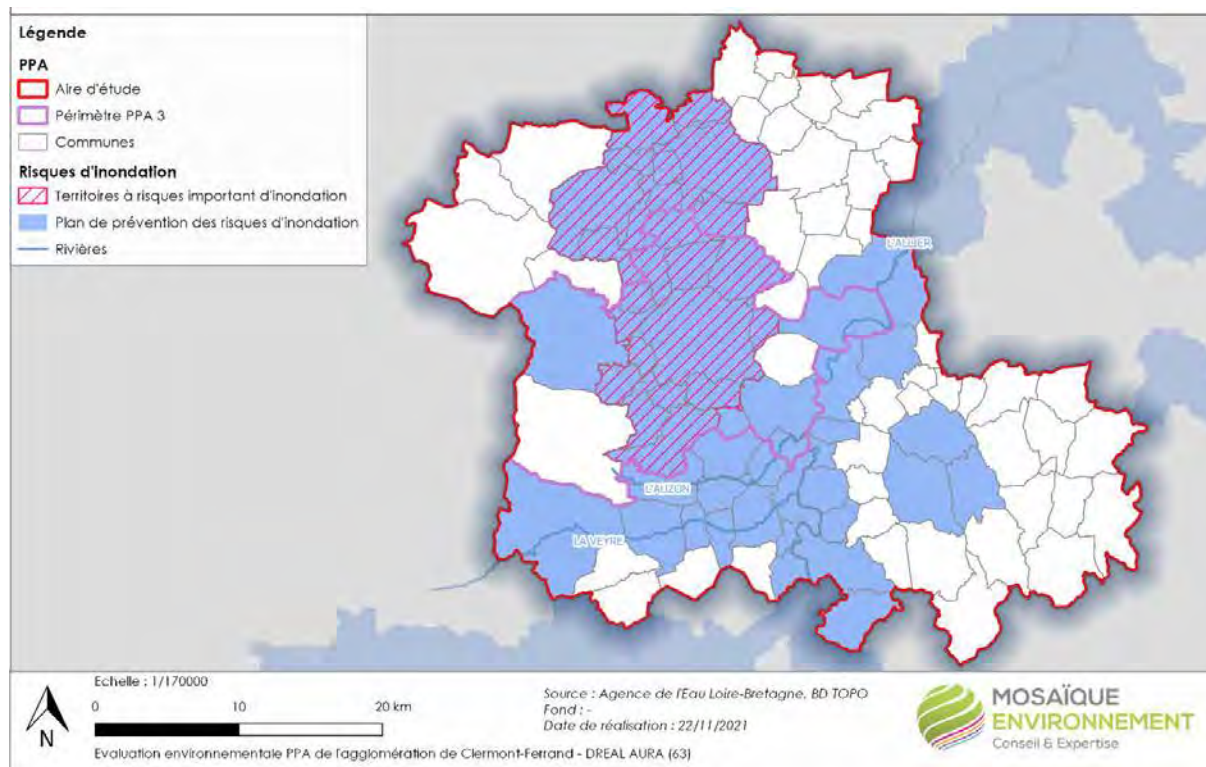 Légende
PPA
Aire d'étude
Périmètre PPA 3
Communes
Risques d'inondation
Territoires à risques important d'inondation
Plan de prévention des risques d'inondation
Rivières
L'ALLIER
L'AUZON
LA VEYRE
N
Echelle : 1/170000
0 10 20 km
Evaluation environnementale PPA de l'agglomération de Clermont-Ferrand - DREAL AURA (63)
Source : Agence de l'Eau Loire-Bretagne, BD TOPO
Fond : -
Date de réalisation : 22/11/2021
MOSAÏQUE
ENVIRONNEMENT
Conseil & Expertise